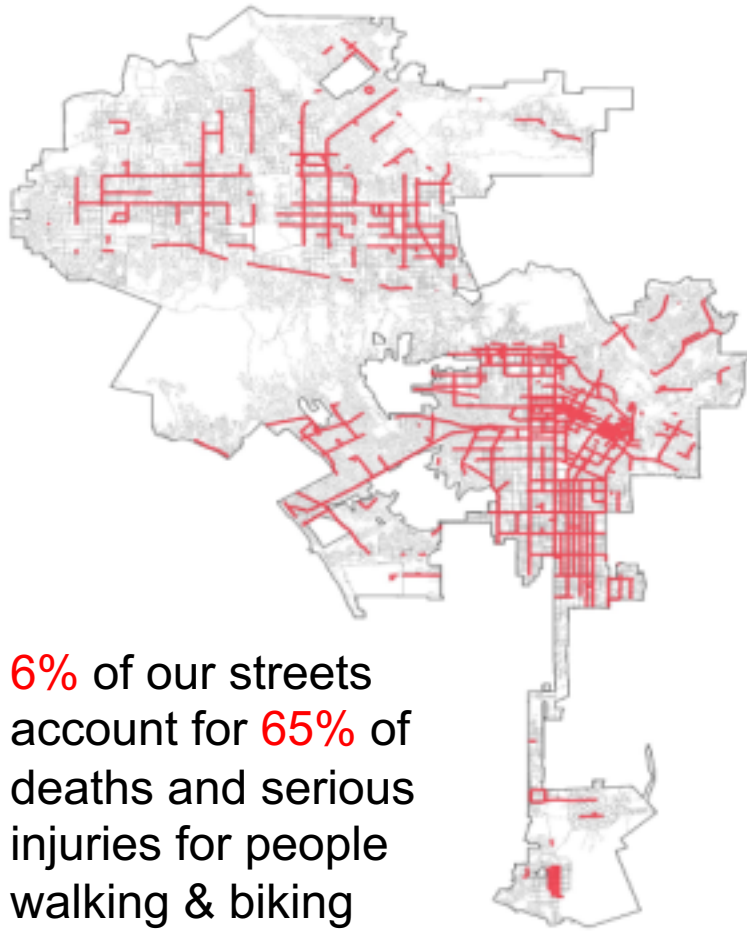 6% of our streets
account for 65% of
deaths and serious
injuries for people
walking & biking